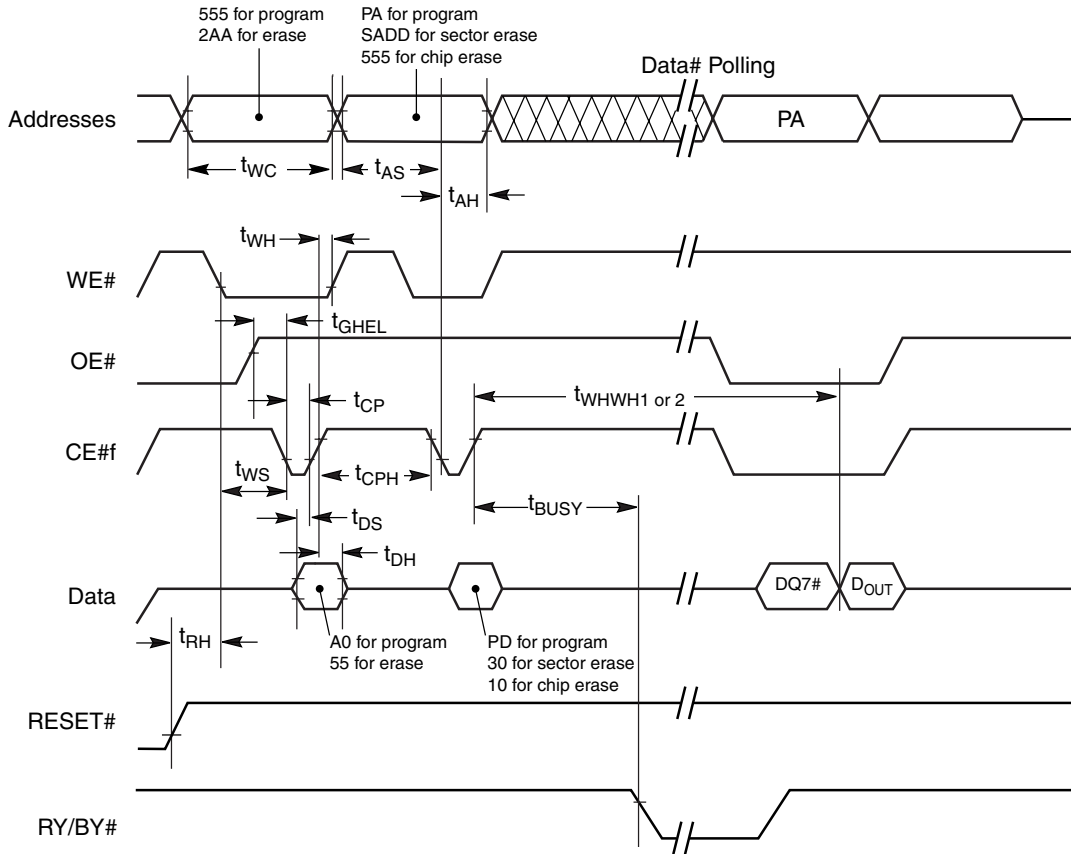 555 for program
2AA for erase
PA for program
SADD for sector erase
555 for chip erase
Data# Polling
Addresses
PA
tWC
tAS
tAH
tWH
WE#
tGHEL
OE#
tWHWH1 or 2
tCP
CE#f
tWS
tCPH
tBUSY
tDS
tDH
Data
DQ7#
DOUT
tRH
A0 for program
55 for erase
PD for program
30 for sector erase
10 for chip erase
RESET#
RY/BY#